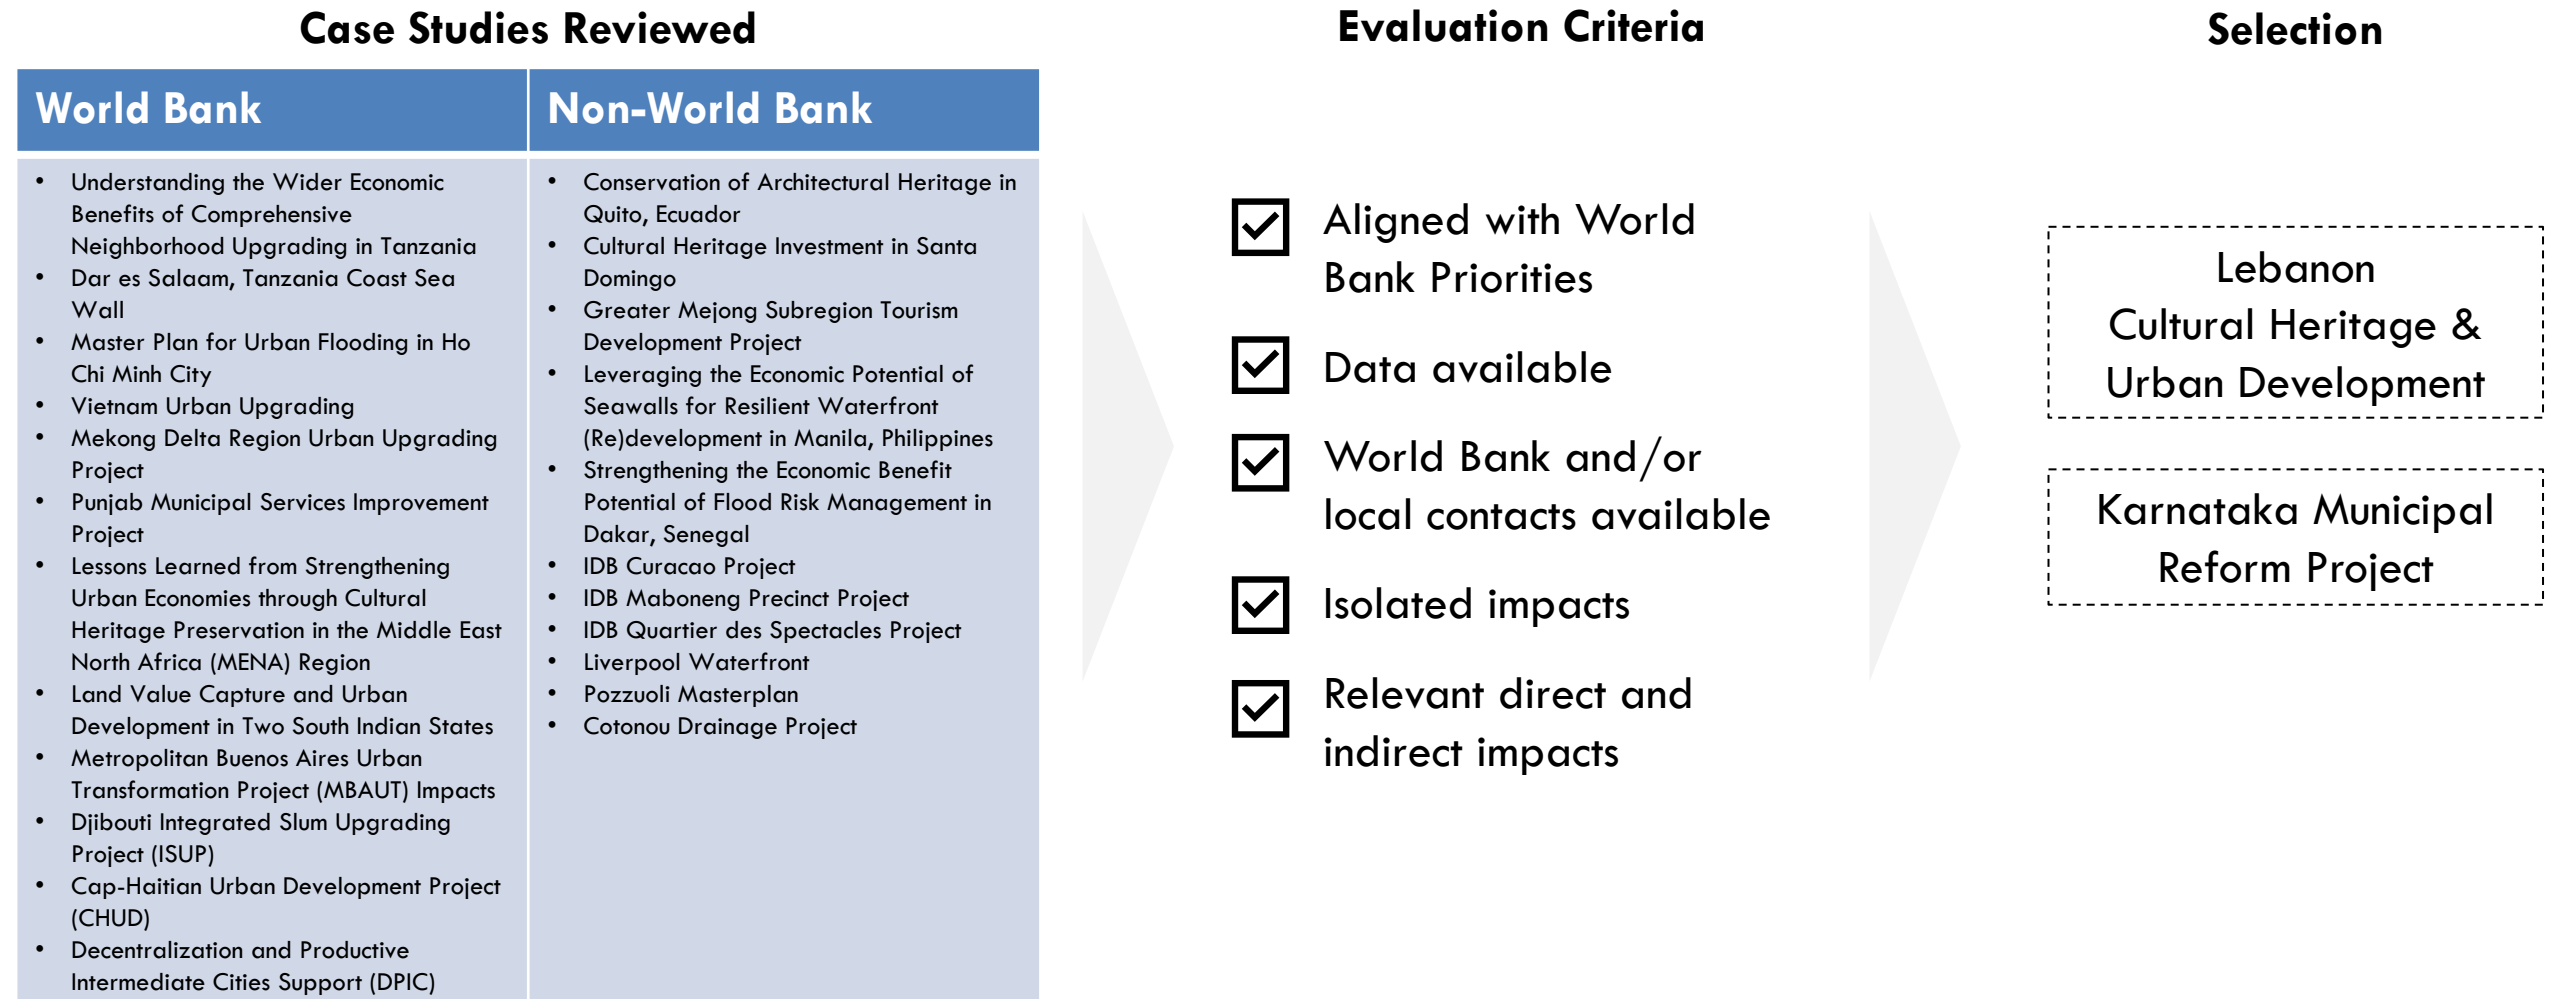 Case Studies Reviewed
World Bank
• Understanding the Wider Economic
Benefits of Comprehensive
Neighborhood Upgrading in Tanzania
• Dar es Salaam, Tanzania Coast Sea
Wall
• Master Plan for Urban Flooding in Ho
Chi Minh City
• Vietnam Urban Upgrading
• Mekong Delta Region Urban Upgrading
Project
• Punjab Municipal Services Improvement
Project
• Lessons Learned from Strengthening
Urban Economies through Cultural
Heritage Preservation in the Middle East
North Africa (MENA) Region
• Land Value Capture and Urban
Development in Two South Indian States
• Metropolitan Buenos Aires Urban
Transformation Project (MBAUT) Impacts
• Djibouti Integrated Slum Upgrading
Project (ISUP)
• Cap-Haitian Urban Development Project
(CHUD)
• Decentralization and Productive
Intermediate Cities Support (DPIC)
Non-World Bank
• Conservation of Architectural Heritage in
Quito, Ecuador
• Cultural Heritage Investment in Santa
Domingo
• Greater Mejong Subregion Tourism
Development Project
• Leveraging the Economic Potential of
Seawalls for Resilient Waterfront
(Re)development in Manila, Philippines
• Strengthening the Economic Benefit
Potential of Flood Risk Management in
Dakar, Senegal
• IDB Curacao Project
• IDB Maboneng Precinct Project
• IDB Quartier des Spectacles Project
• Liverpool Waterfront
• Pozzuoli Masterplan
• Cotonou Drainage Project
Evaluation Criteria
Aligned with World
Bank Priorities
Data available
World Bank and/or
local contacts available
Isolated impacts
Relevant direct and
indirect impacts
Selection
Lebanon
Cultural Heritage &
Urban Development
Karnataka Municipal
Reform Project